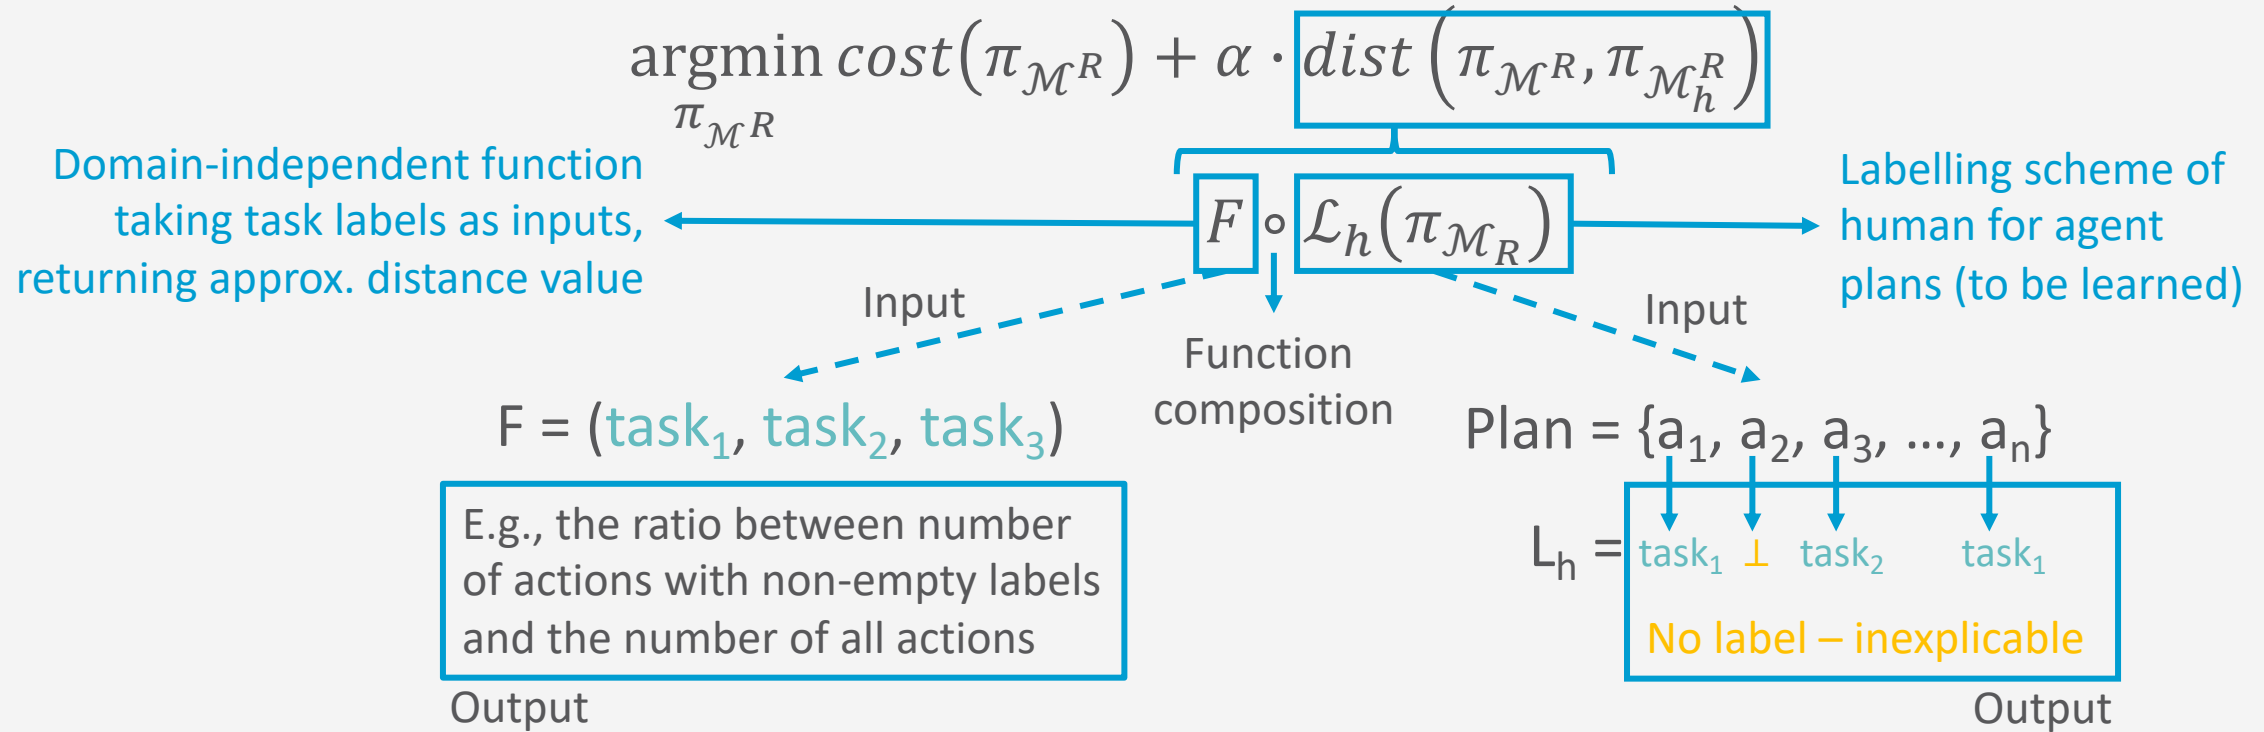 argmin cost(π_{ℳ^R}) + α · dist(π_{ℳ^R}, π_{ℳ_h^R})
π_{ℳ^R}
Domain-independent function
taking task labels as inputs,
returning approx. distance value
F ∘ ℒ_h(π_{ℳ_R})
Labelling scheme of
human for agent
plans (to be learned)
Input
Input
Function
composition
F = (task₁, task₂, task₃)
Plan = {a₁, a₂, a₃, ..., aₙ}
E.g., the ratio between number
of actions with non-empty labels
and the number of all actions
Output
L_h = task₁ ⊥ task₂ task₁
No label – inexplicable
Output